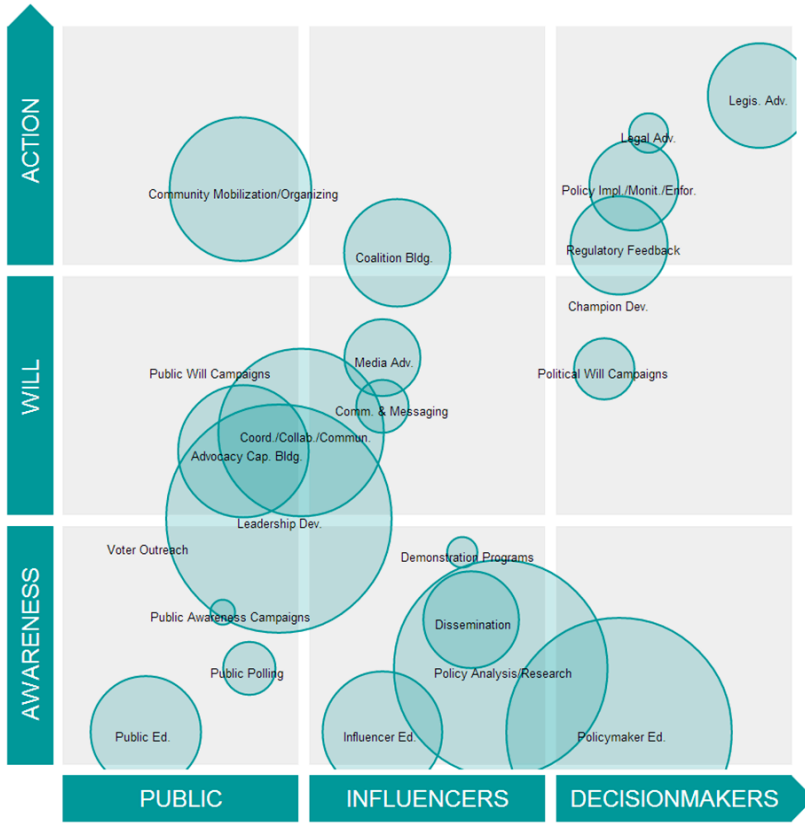 ACTION
WILL
AWARENESS
Legis. Adv.
Legal Adv.
Community Mobilization/Organizing
Policy Impl./Monit./Enfor.
Coalition Bldg.
Regulatory Feedback
Champion Dev.
Media Adv.
Public Will Campaigns
Political Will Campaigns
Comm. & Messaging
Coord./Collab./Commun.
Advocacy Cap. Bldg.
Leadership Dev.
Voter Outreach
Demonstration Programs
Public Awareness Campaigns
Dissemination
Public Polling
Policy Analysis/Research
Public Ed.
Influencer Ed.
Policymaker Ed.
PUBLIC
INFLUENCERS
DECISIONMAKERS